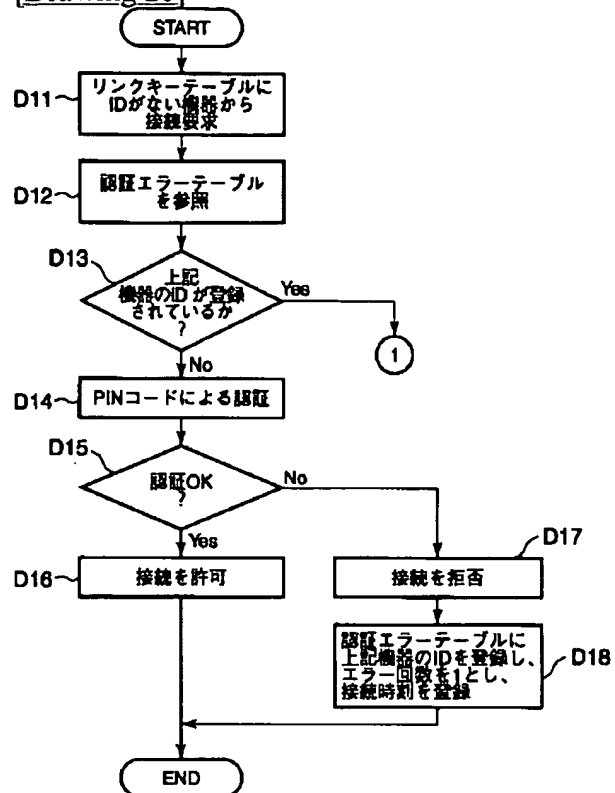 START
D11
リンクキーテーブルに
IDがない機器から
接続要求
D12
認証エラーテーブル
を参照
D13
上記
機器のIDが登録
されているか
?
Yes
1
No
D14
PINコードによる認証
D15
認証OK
?
No
Yes
D16
接続を許可
D17
接続を拒否
D18
認証エラーテーブルに
上記機器のIDを登録し、
エラー回数を1とし、
接続時刻を登録
END